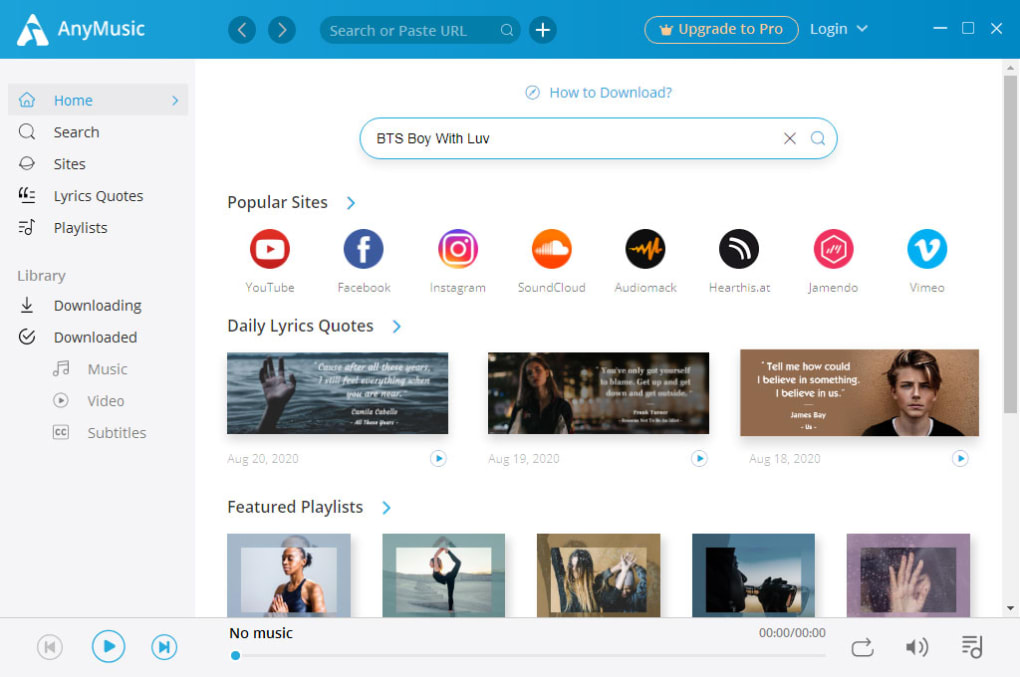 AnyMusic
Search or Paste URL
Upgrade to Pro
Login
Home
Search
Sites
Lyrics Quotes
Playlists
Library
Downloading
Downloaded
Music
Video
CC Subtitles
How to Download?
BTS Boy With Luv
Popular Sites
YouTube Facebook Instagram SoundCloud Audiomack Hearthis.at Jamendo Vimeo
Daily Lyrics Quotes
"Cause after all these years,
I still feel everything when
you are near."
Camila Cabello
- All These Years -
"You've only got yourself
to blame. Get up and get
down and get outside."
Frank Turner
"Tell me how could
I believe in something.
I believe in us."
James Bay
- Us -
Aug 20, 2020
Aug 19, 2020
Aug 18, 2020
Featured Playlists
No music
00:00/00:00